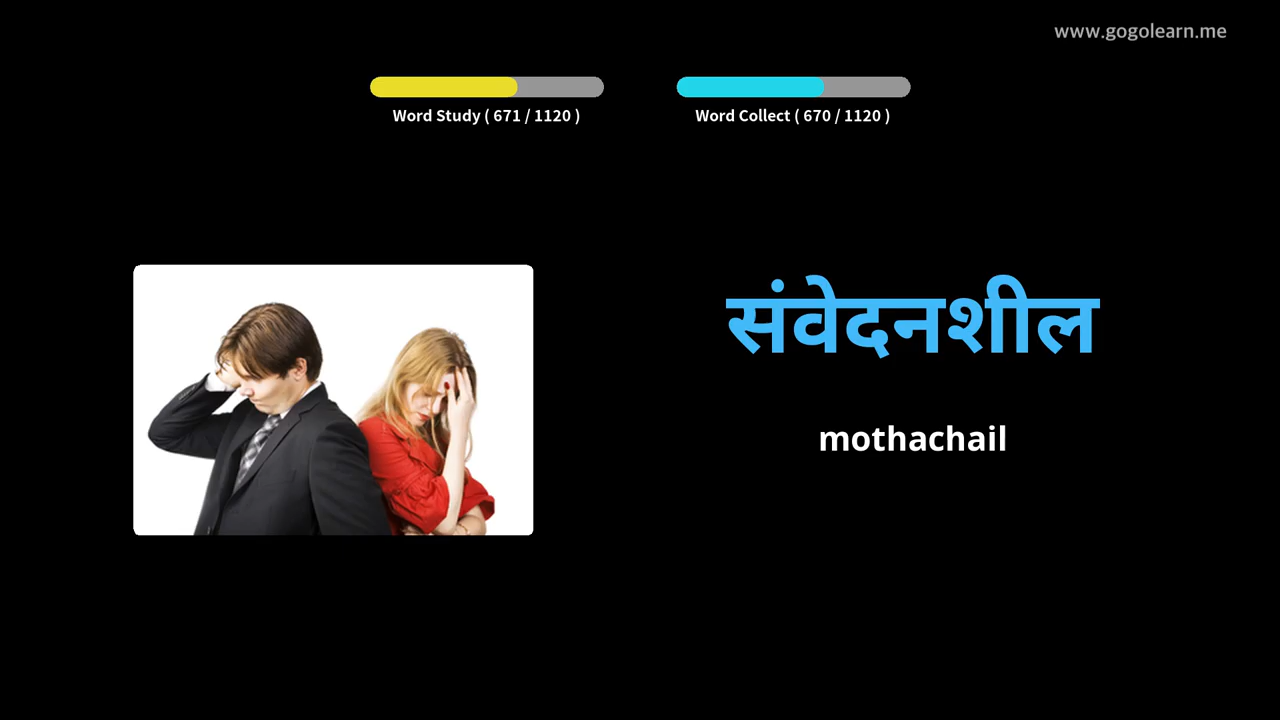 www.gogolearn.me
Word Study ( 671 / 1120 )
Word Collect ( 670 / 1120 )
संवेदनशील
mothachail